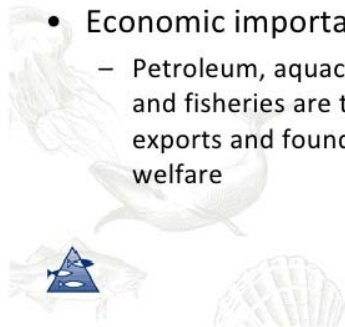 • Economic importa
– Petroleum, aquac
and fisheries are t
exports and found
welfare